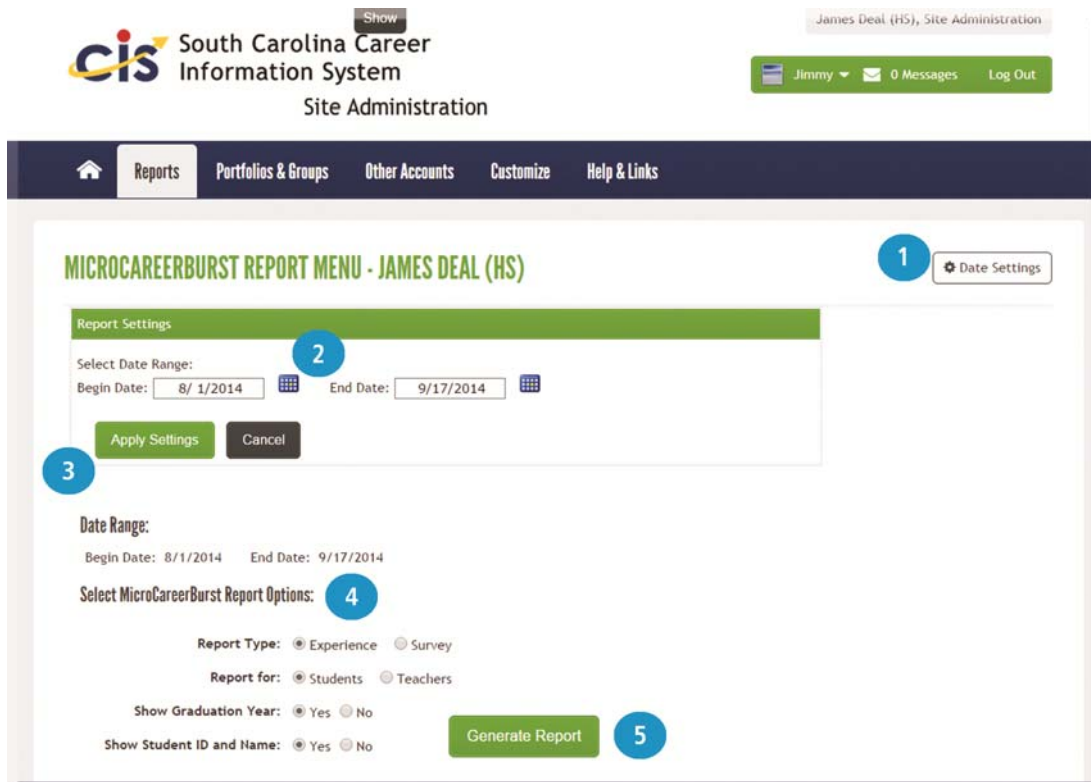 Show
James Deal (HS), Site Administration
cis South Carolina Career
Information System
Site Administration
Jimmy 0 Messages Log Out
Reports Portfolios & Groups Other Accounts Customize Help & Links
MICROCAREERBURST REPORT MENU - JAMES DEAL (HS)
1
Date Settings
Report Settings
2
Select Date Range:
Begin Date: 8/ 1/2014 End Date: 9/17/2014
Apply Settings Cancel
3
Date Range:
Begin Date: 8/1/2014 End Date: 9/17/2014
Select MicroCareerBurst Report Options:
4
Report Type: Experience Survey
Report for: Students Teachers
Show Graduation Year: Yes No
Show Student ID and Name: Yes No
Generate Report
5